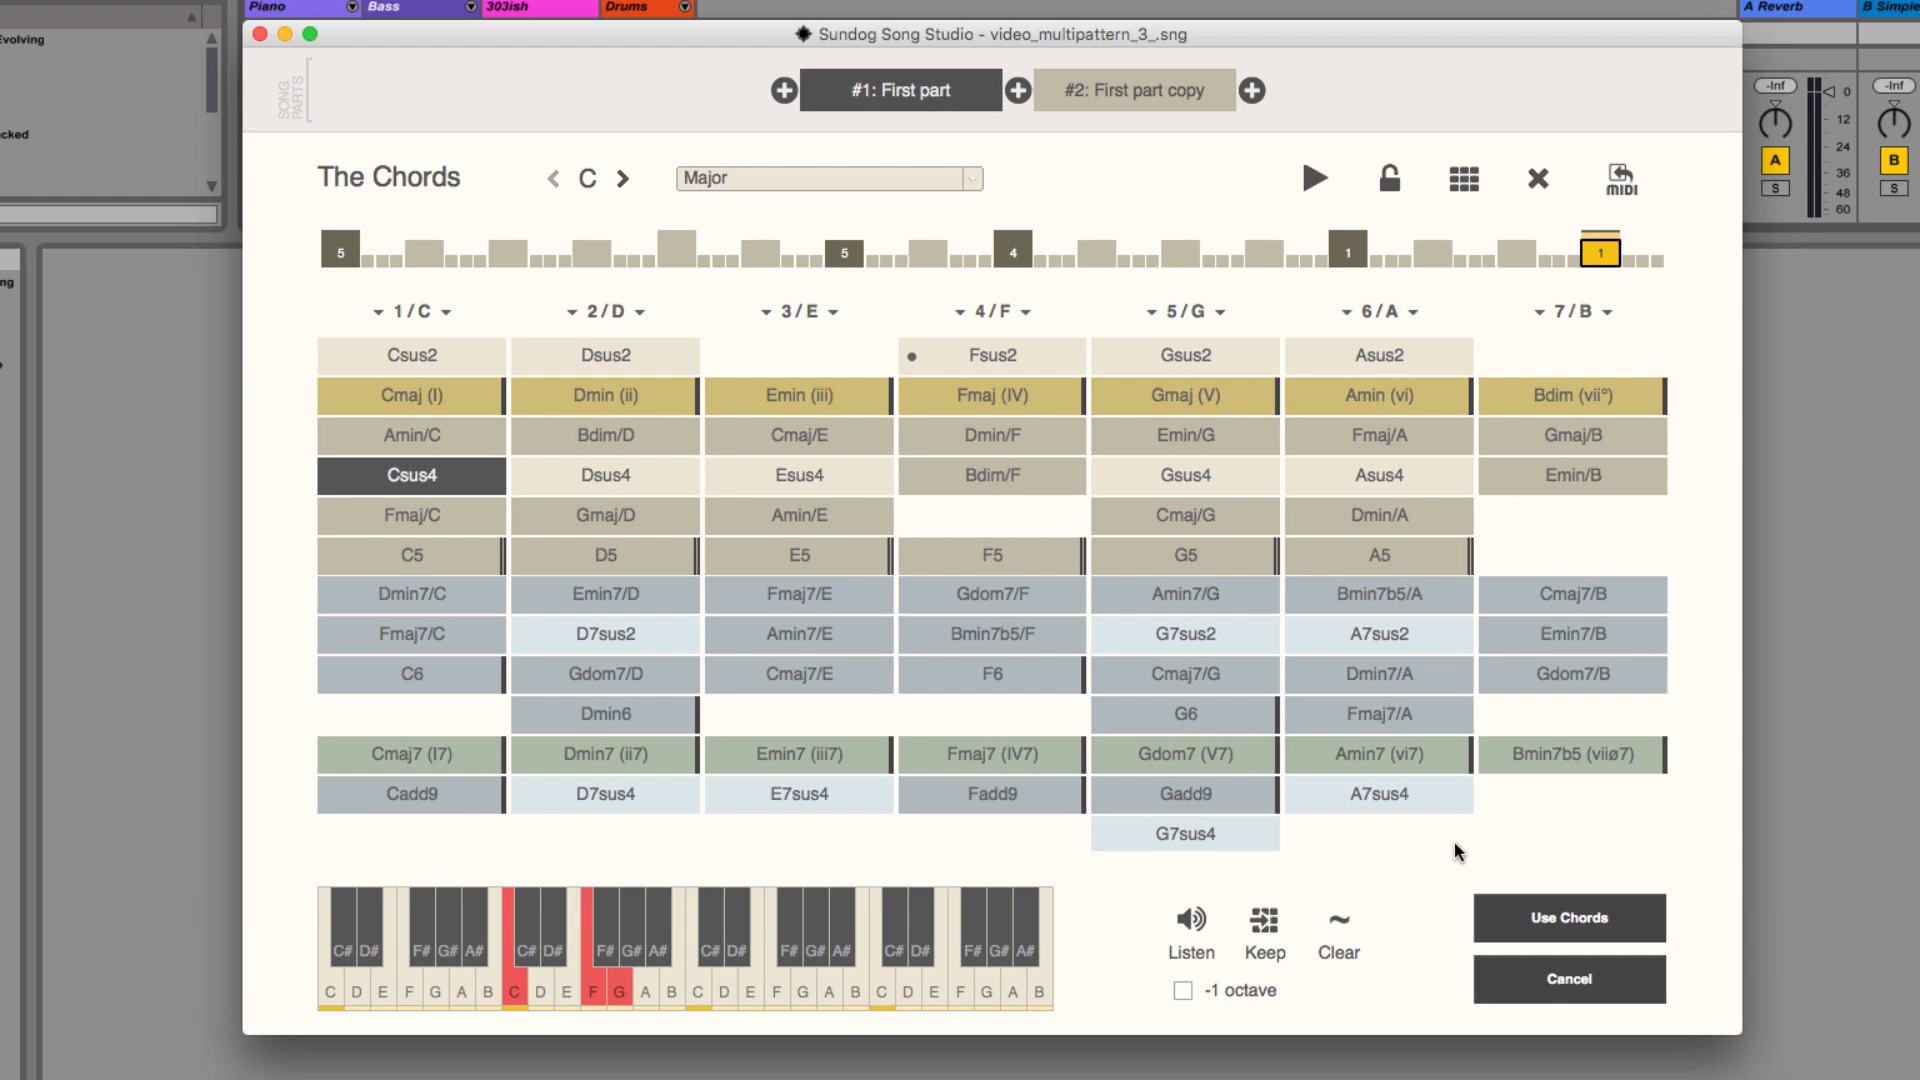 Piano
Bass
303ish
Drums
A Reverb
B Simple
Evolving
Sundog Song Studio - video_multipattern_3_.sng
SONG
PARTS
#1: First part
#2: First part copy
-Inf
-Inf
0
12
cked
24
A
B
36
S
S
48
60
The Chords
C
Major
MIDI
5
5
4
1
1
ng
1 / C
2 / D
3 / E
4 / F
5 / G
6 / A
7 / B
Csus2
Dsus2
Fsus2
Gsus2
Asus2
Cmaj (I)
Dmin (ii)
Emin (iii)
Fmaj (IV)
Gmaj (V)
Amin (vi)
Bdim (vii°)
Amin/C
Bdim/D
Cmaj/E
Dmin/F
Emin/G
Fmaj/A
Gmaj/B
Csus4
Dsus4
Esus4
Bdim/F
Gsus4
Asus4
Emin/B
Fmaj/C
Gmaj/D
Amin/E
Cmaj/G
Dmin/A
C5
D5
E5
F5
G5
A5
Dmin7/C
Emin7/D
Fmaj7/E
Gdom7/F
Amin7/G
Bmin7b5/A
Cmaj7/B
Fmaj7/C
D7sus2
Amin7/E
Bmin7b5/F
G7sus2
A7sus2
Emin7/B
C6
Gdom7/D
Cmaj7/E
F6
Cmaj7/G
Dmin7/A
Gdom7/B
Dmin6
G6
Fmaj7/A
Cmaj7 (I7)
Dmin7 (ii7)
Emin7 (iii7)
Fmaj7 (IV7)
Gdom7 (V7)
Amin7 (vi7)
Bmin7b5 (viiø7)
Cadd9
D7sus4
E7sus4
Fadd9
Gadd9
A7sus4
G7sus4
C# D# F# G# A# C# D# F# G# A# C# D# F# G# A# C# D# F# G# A#
C D E F G A B C D E F G A B C D E F G A B C D E F G A B
Listen
Keep
Clear
-1 octave
Use Chords
Cancel